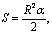 S = R²α / 2,